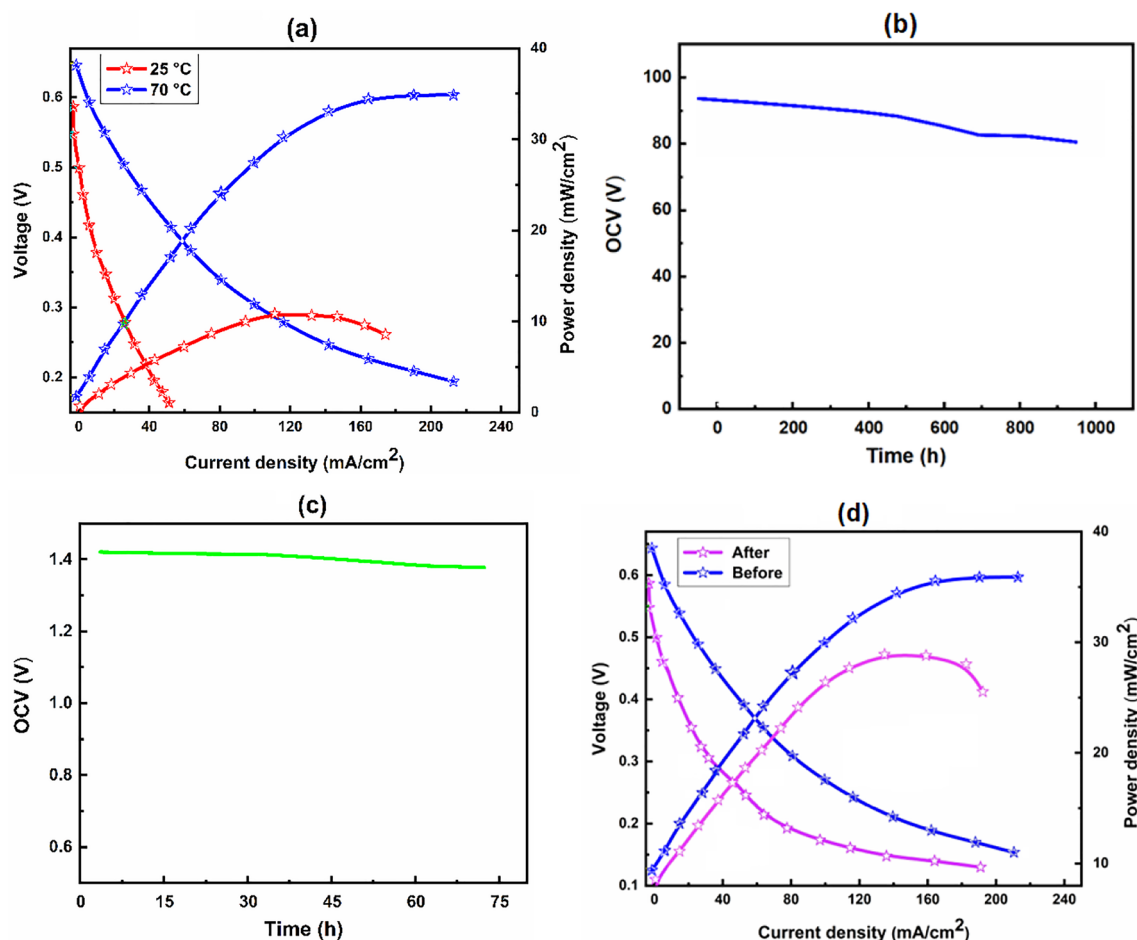 (a)
25 °C
70 °C
Voltage (V)
0.6
0.5
0.4
0.3
0.2
40
30
20
10
0
Power density (mW/cm2)
0 40 80 120 160 200 240
Current density (mA/cm2)
(b)
OCV (V)
100
80
60
40
20
0
0 200 400 600 800 1000
Time (h)
(c)
OCV (V)
1.4
1.2
1.4
1.0
0.8
0.6
0 15 30 45 60 75
Time (h)
(d)
After
Before
Voltage (V)
0.6
0.5
0.4
0.3
0.2
0.1
40
30
20
10
Power density (mW/cm2)
0 40 80 120 160 200 240
Current density (mA/cm2)